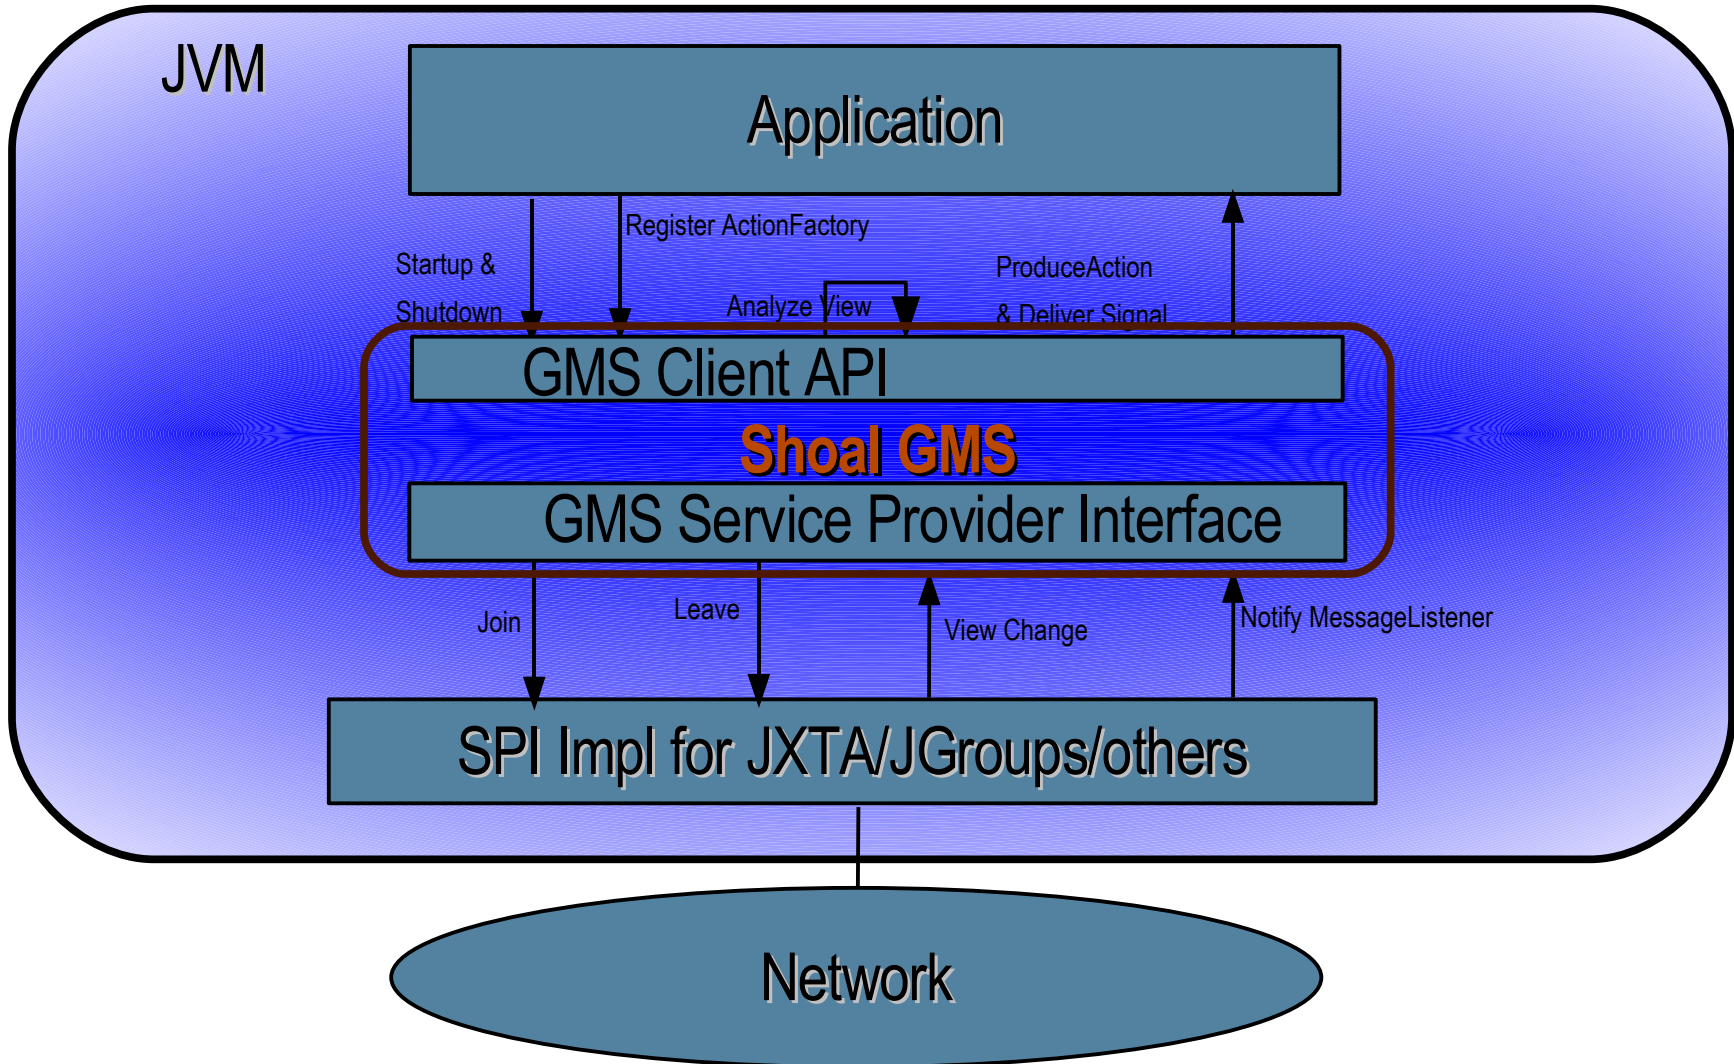 JVM
Application
Register ActionFactory
Startup &
Shutdown
Analyze View
ProduceAction
& Deliver Signal
GMS Client API
Shoal GMS
GMS Service Provider Interface
Join
Leave
View Change
Notify MessageListener
SPI Impl for JXTA/JGroups/others
Network